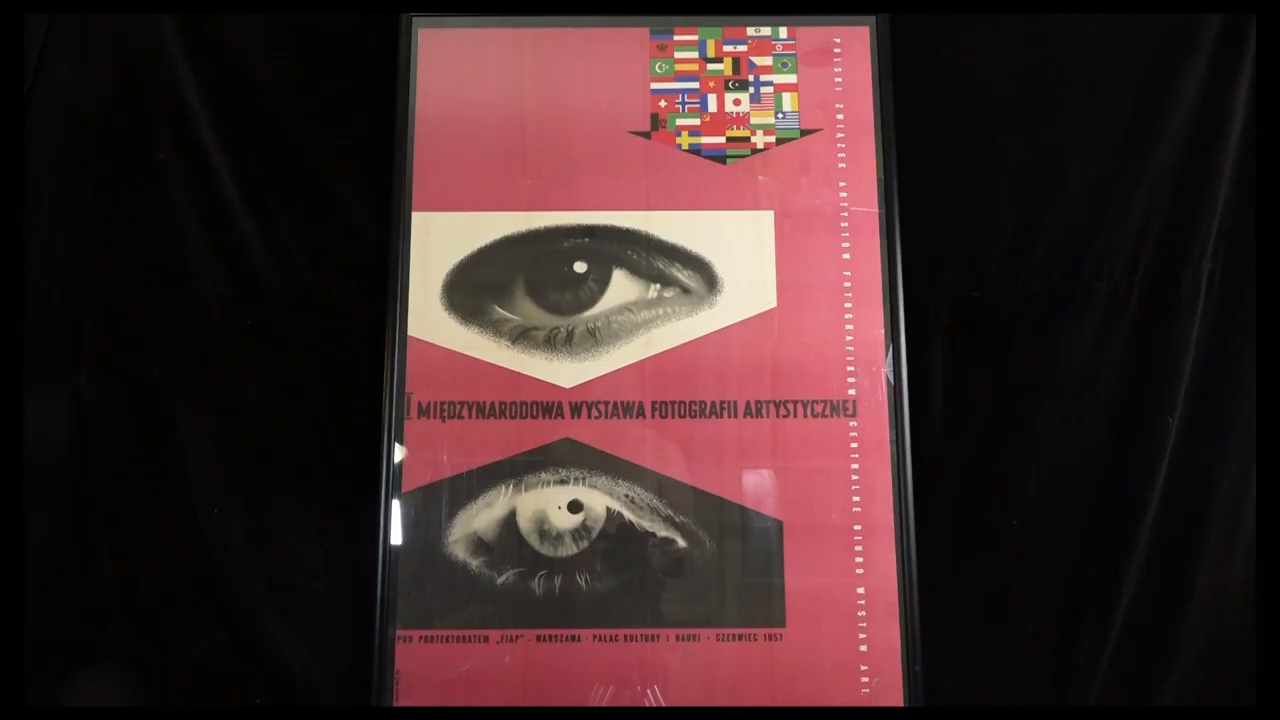 I MIĘDZYNARODOWA WYSTAWA FOTOGRAFII ARTYSTYCZNEJ
POD PROTEKTORATEM „FIAP" - WARSZAWA · PAŁAC KULTURY I NAUKI - CZERWIEC 1957
POLSKI ZWIĄZEK ARTYSTÓW FOTOGRAFIKÓW CENTRALNE BIURO WYSTAW ART.